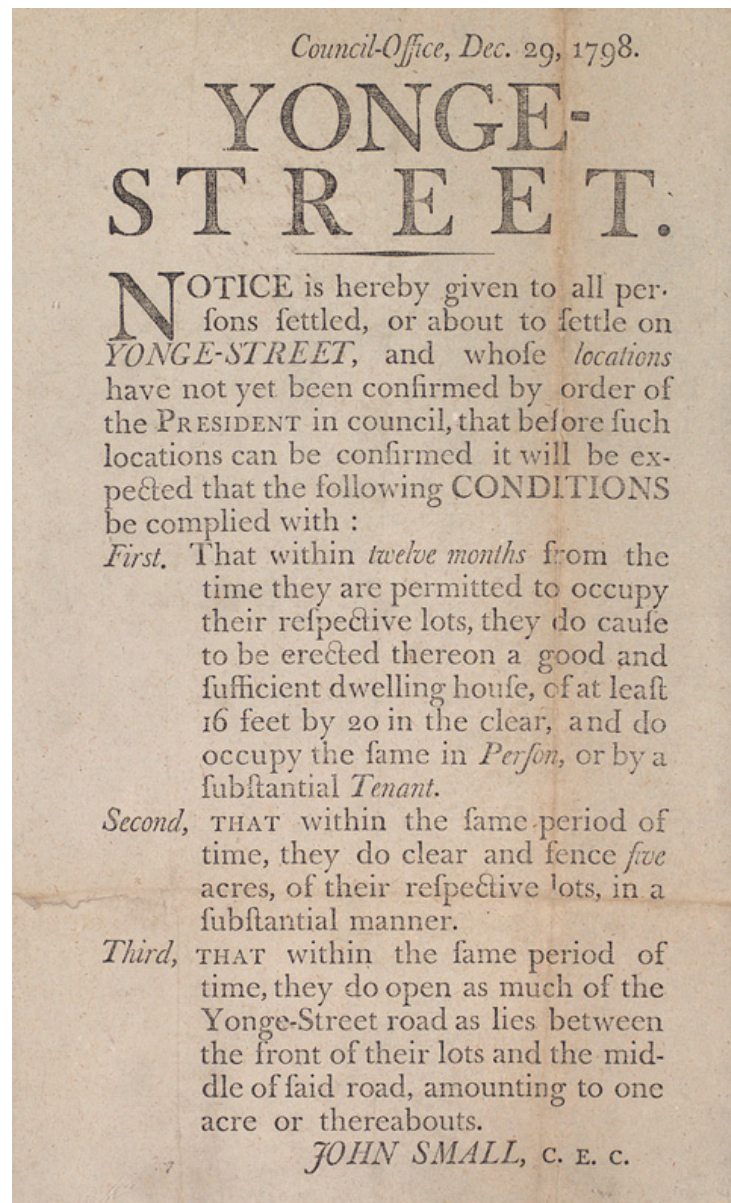 Council-Office, Dec. 29, 1798.
YONGE-
STREET.
NOTICE is hereby given to all per-
ſons ſettled, or about to ſettle on
YONGE-STREET, and whoſe locations
have not yet been confirmed by order of
the PRESIDENT in council, that before ſuch
locations can be confirmed it will be ex-
pected that the following CONDITIONS
be complied with :
First. That within twelve months from the
time they are permitted to occupy
their reſpective lots, they do cauſe
to be erected thereon a good and
ſufficient dwelling houſe, of at leaſt
16 feet by 20 in the clear, and do
occupy the ſame in Perſon, or by a
ſubſtantial Tenant.
Second, THAT within the ſame period of
time, they do clear and fence five
acres, of their reſpective lots, in a
ſubſtantial manner.
Third, THAT within the ſame period of
time, they do open as much of the
Yonge-Street road as lies between
the front of their lots and the mid-
dle of ſaid road, amounting to one
acre or thereabouts.
JOHN SMALL, C. E. C.